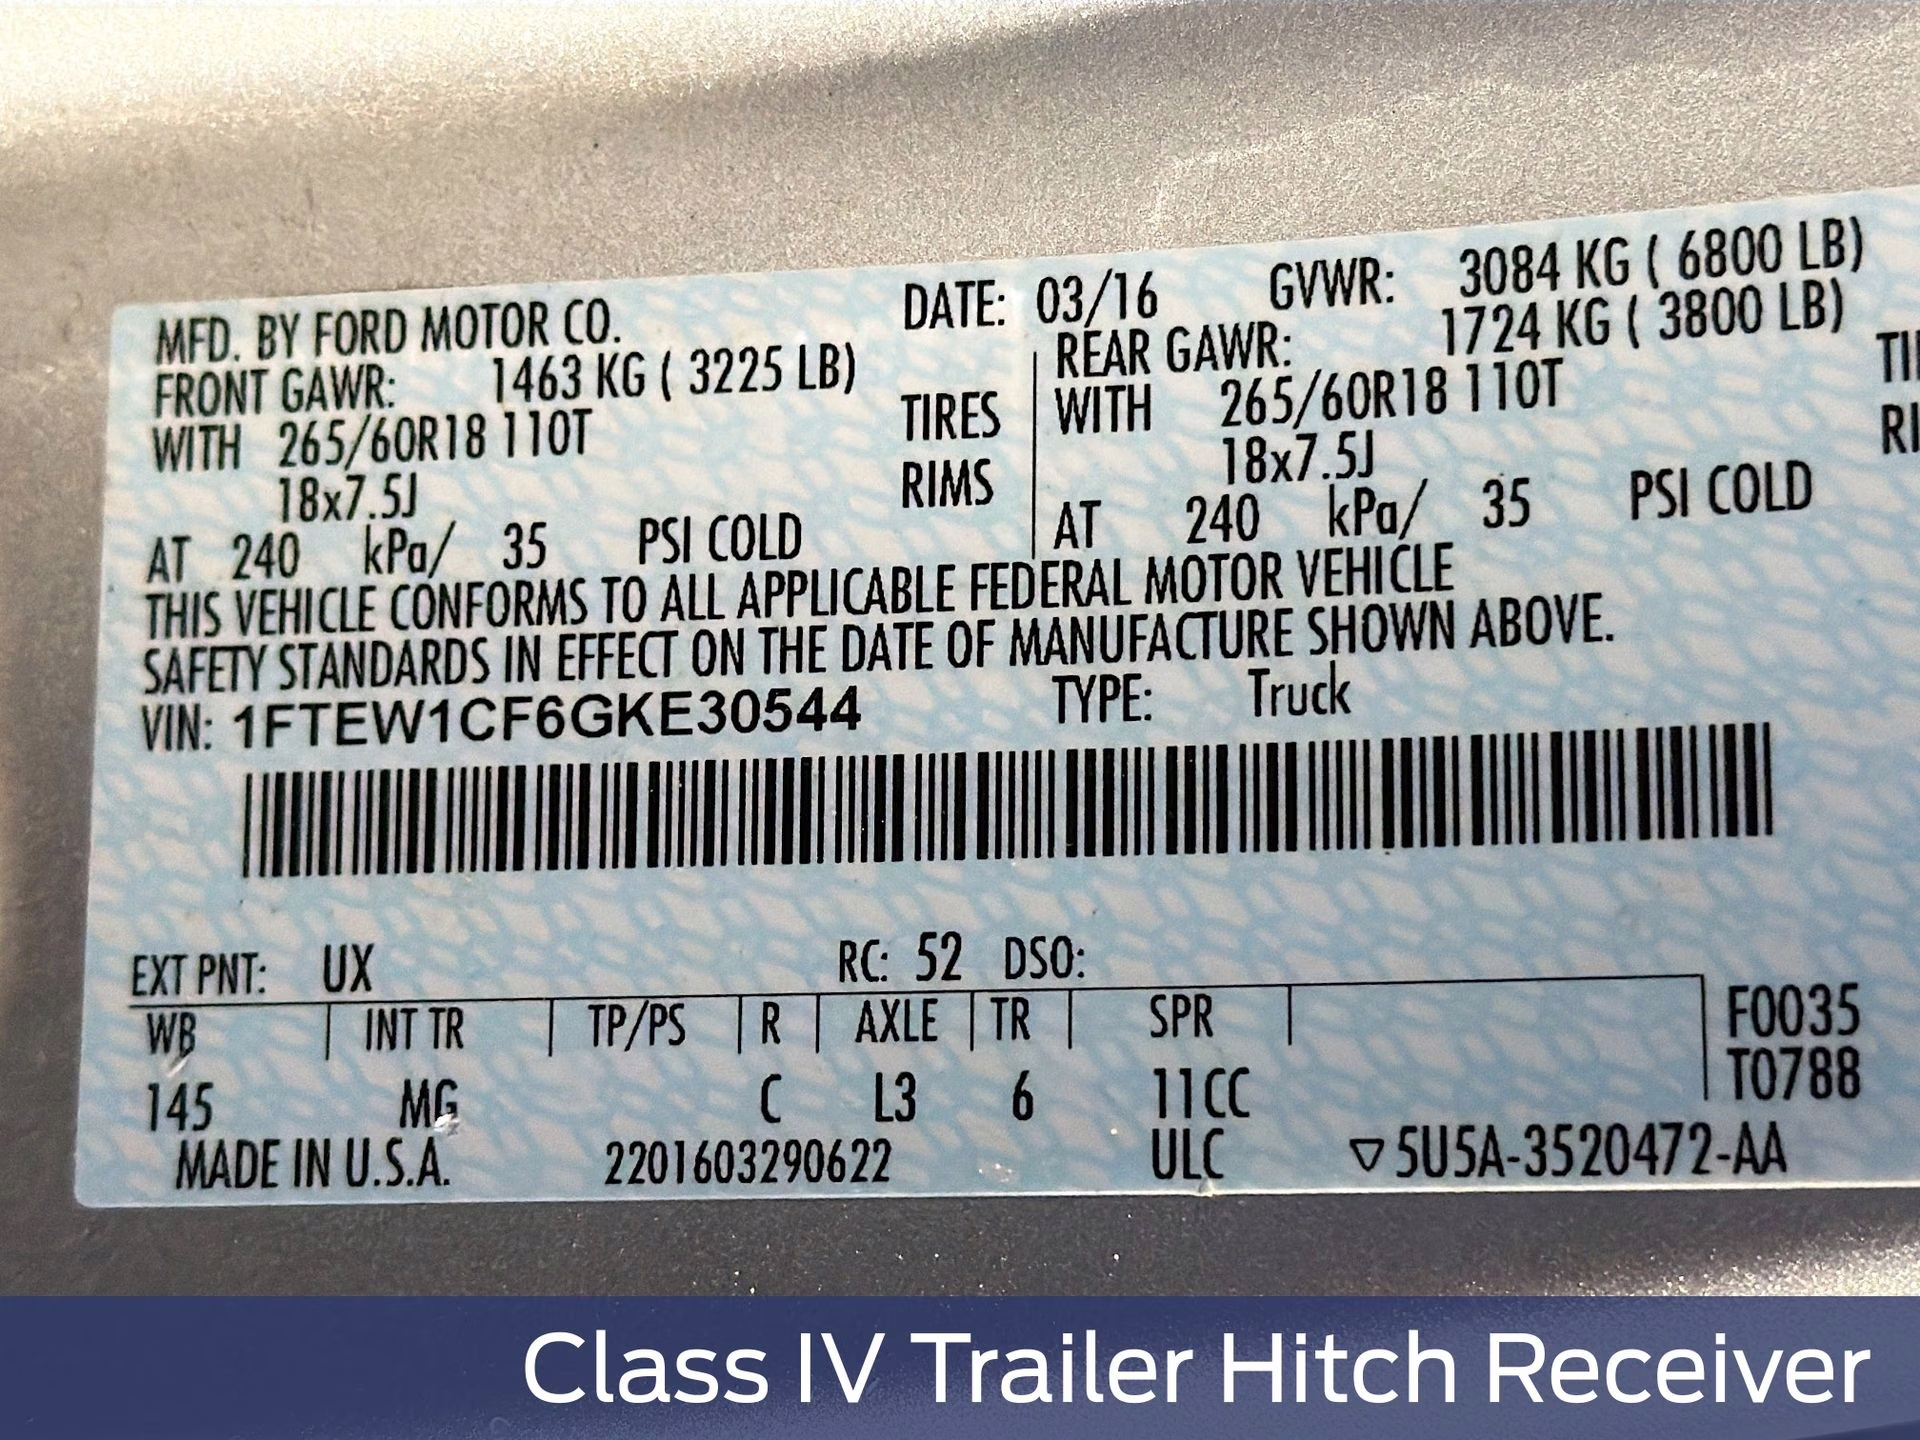 MFD. BY FORD MOTOR CO. DATE: 03/16 GVWR: 3084 KG ( 6800 LB)
FRONT GAWR: 1463 KG ( 3225 LB) REAR GAWR: 1724 KG ( 3800 LB)
WITH 265/60R18 110T TIRES WITH 265/60R18 110T
18x7.5J RIMS 18x7.5J
AT 240 kPa/ 35 PSI COLD AT 240 kPa/ 35 PSI COLD
THIS VEHICLE CONFORMS TO ALL APPLICABLE FEDERAL MOTOR VEHICLE
SAFETY STANDARDS IN EFFECT ON THE DATE OF MANUFACTURE SHOWN ABOVE.
VIN: 1FTEW1CF6GKE30544 TYPE: Truck
EXT PNT: UX RC: 52 DSO:
WB INT TR TP/PS R AXLE TR SPR F0035
T0788
145 MG C L3 6 11CC
MADE IN U.S.A. 2201603290622 ULC ▽5U5A-3520472-AA
Class IV Trailer Hitch Receiver